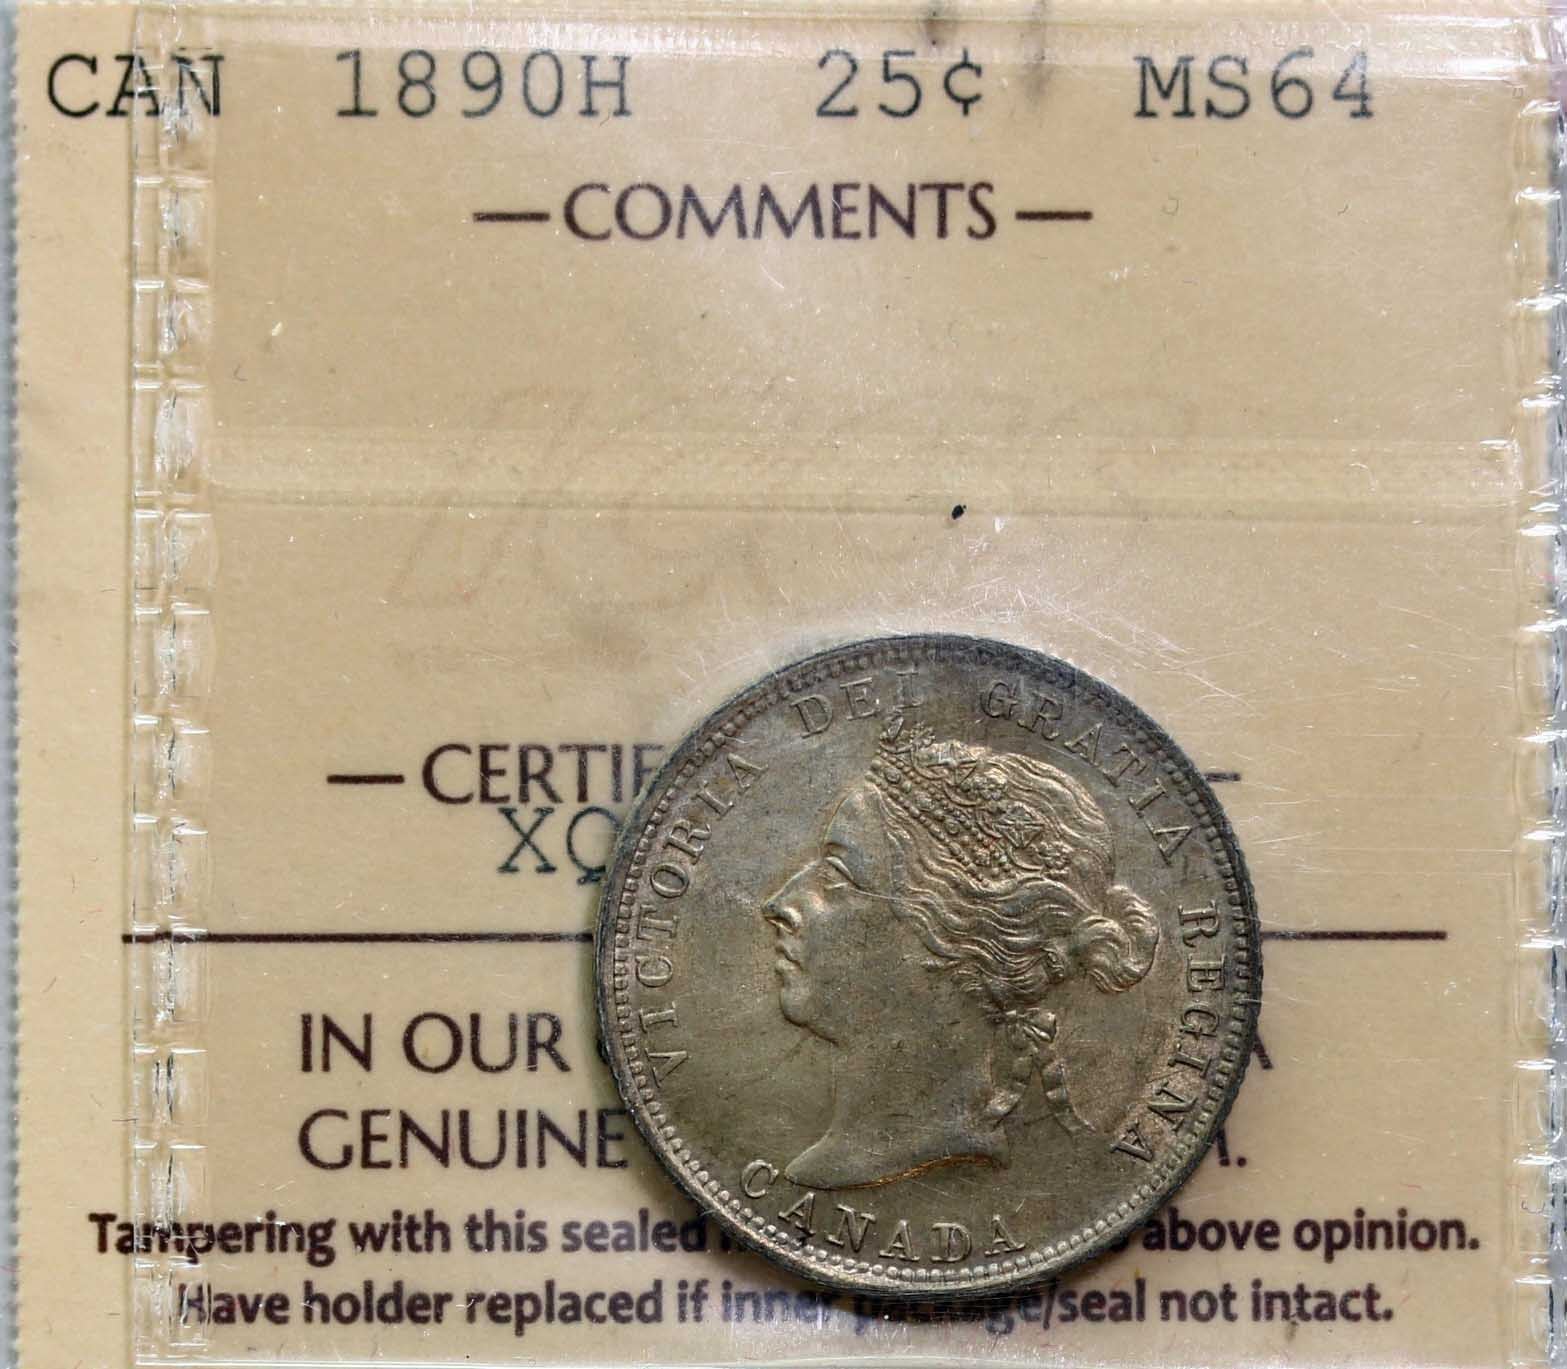 CAN 1890H 25¢ MS64
— COMMENTS —
— CERTIF —
XQ
IN OUR A
GENUINE M.
Tampering with this sealed above opinion.
Have holder replaced if inner package/seal not intact.
VICTORIA DEI GRATIA REGINA
CANADA